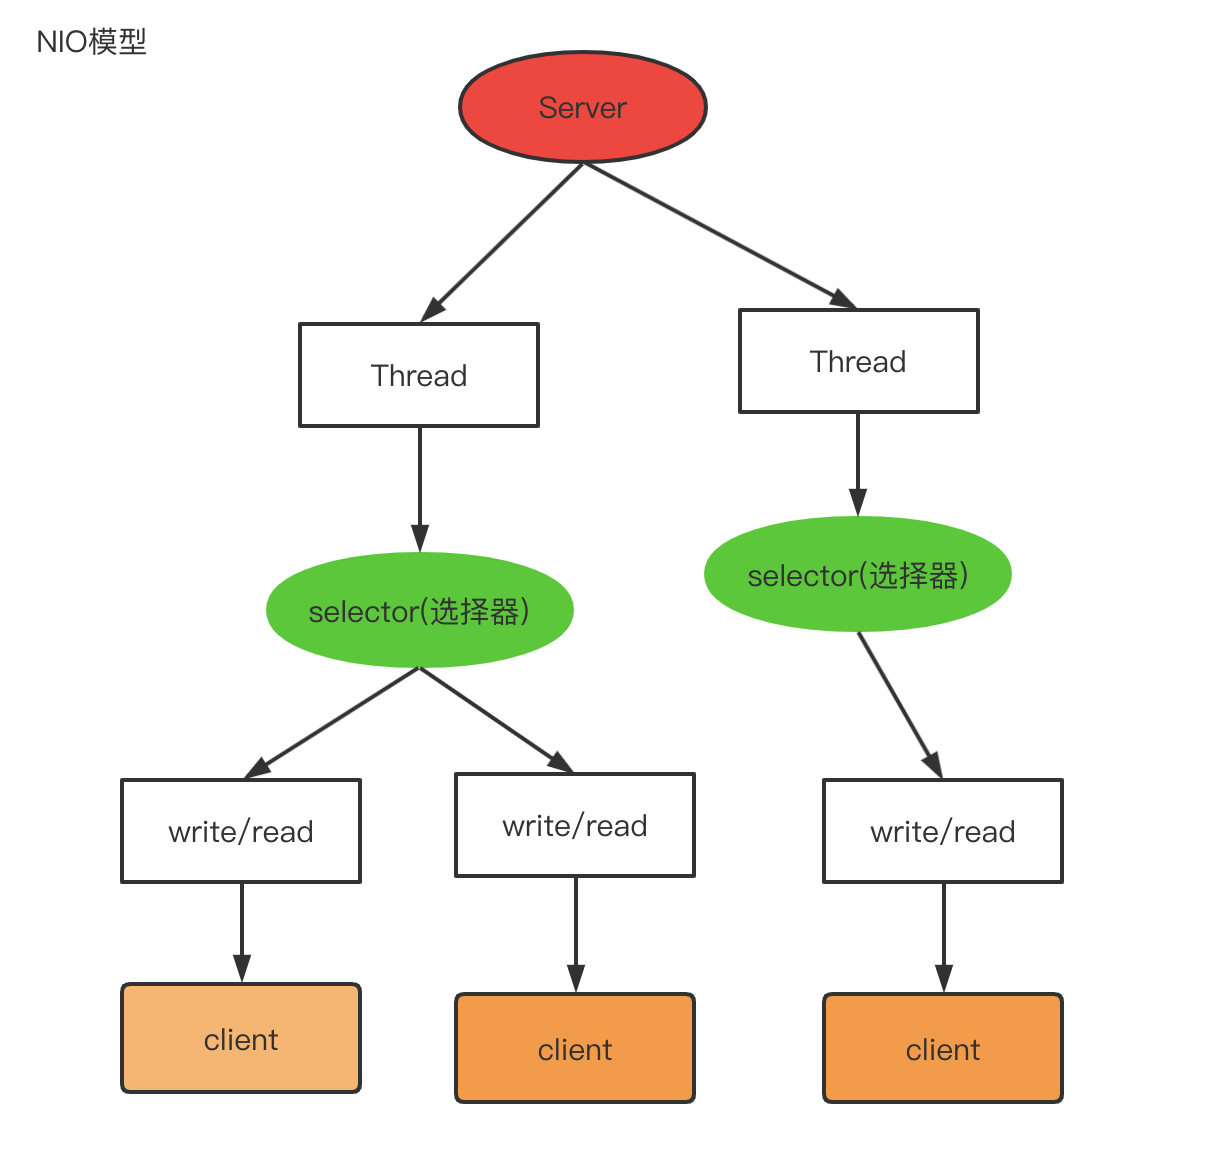 NIO模型
Server
Thread
Thread
selector(选择器)
selector(选择器)
write/read
write/read
write/read
client
client
client